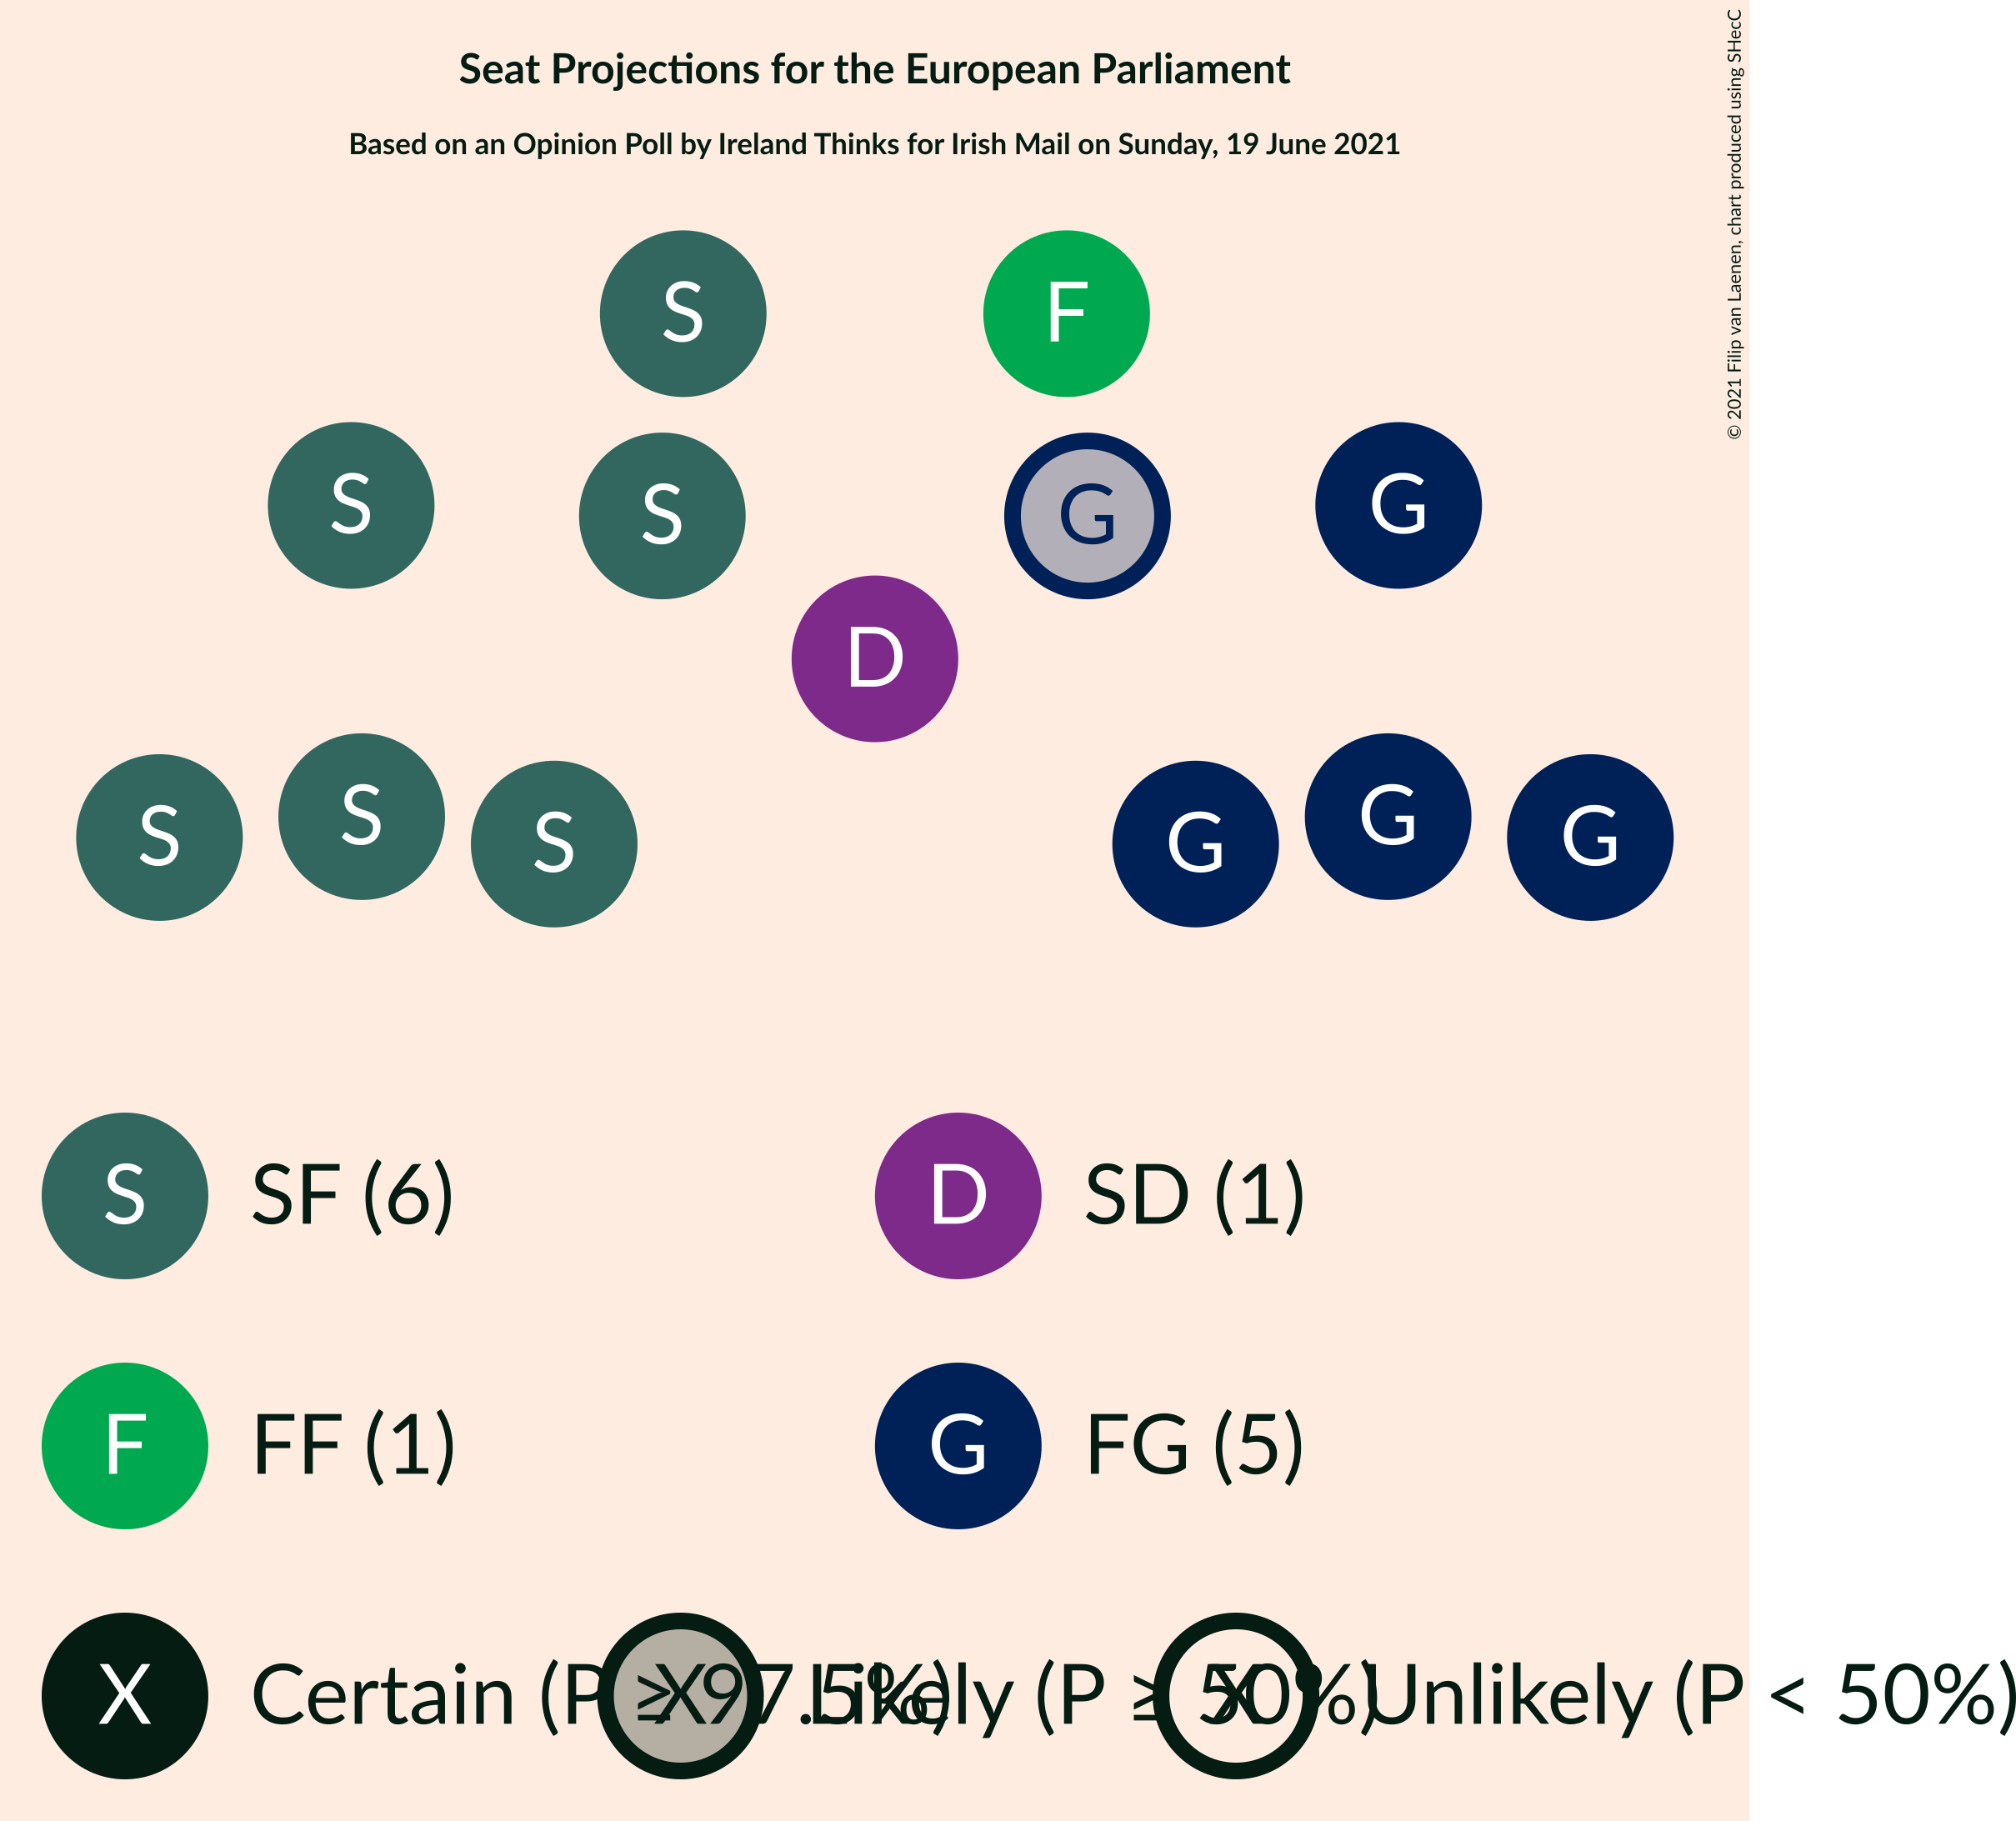 Seat Projections for the European Parliament
Based on an Opinion Poll by Ireland Thinks for Irish Mail on Sunday, 19 June 2021
© 2021 Filip van Laenen, chart produced using SHecC
S F
S S G G
D
S S S G G G
S SF (6) D SD (1)
F FF (1) G FG (5)
X Certain (P ≥ 97.5%) X Likely (P ≥ 50%) X Unlikely (P < 50%)